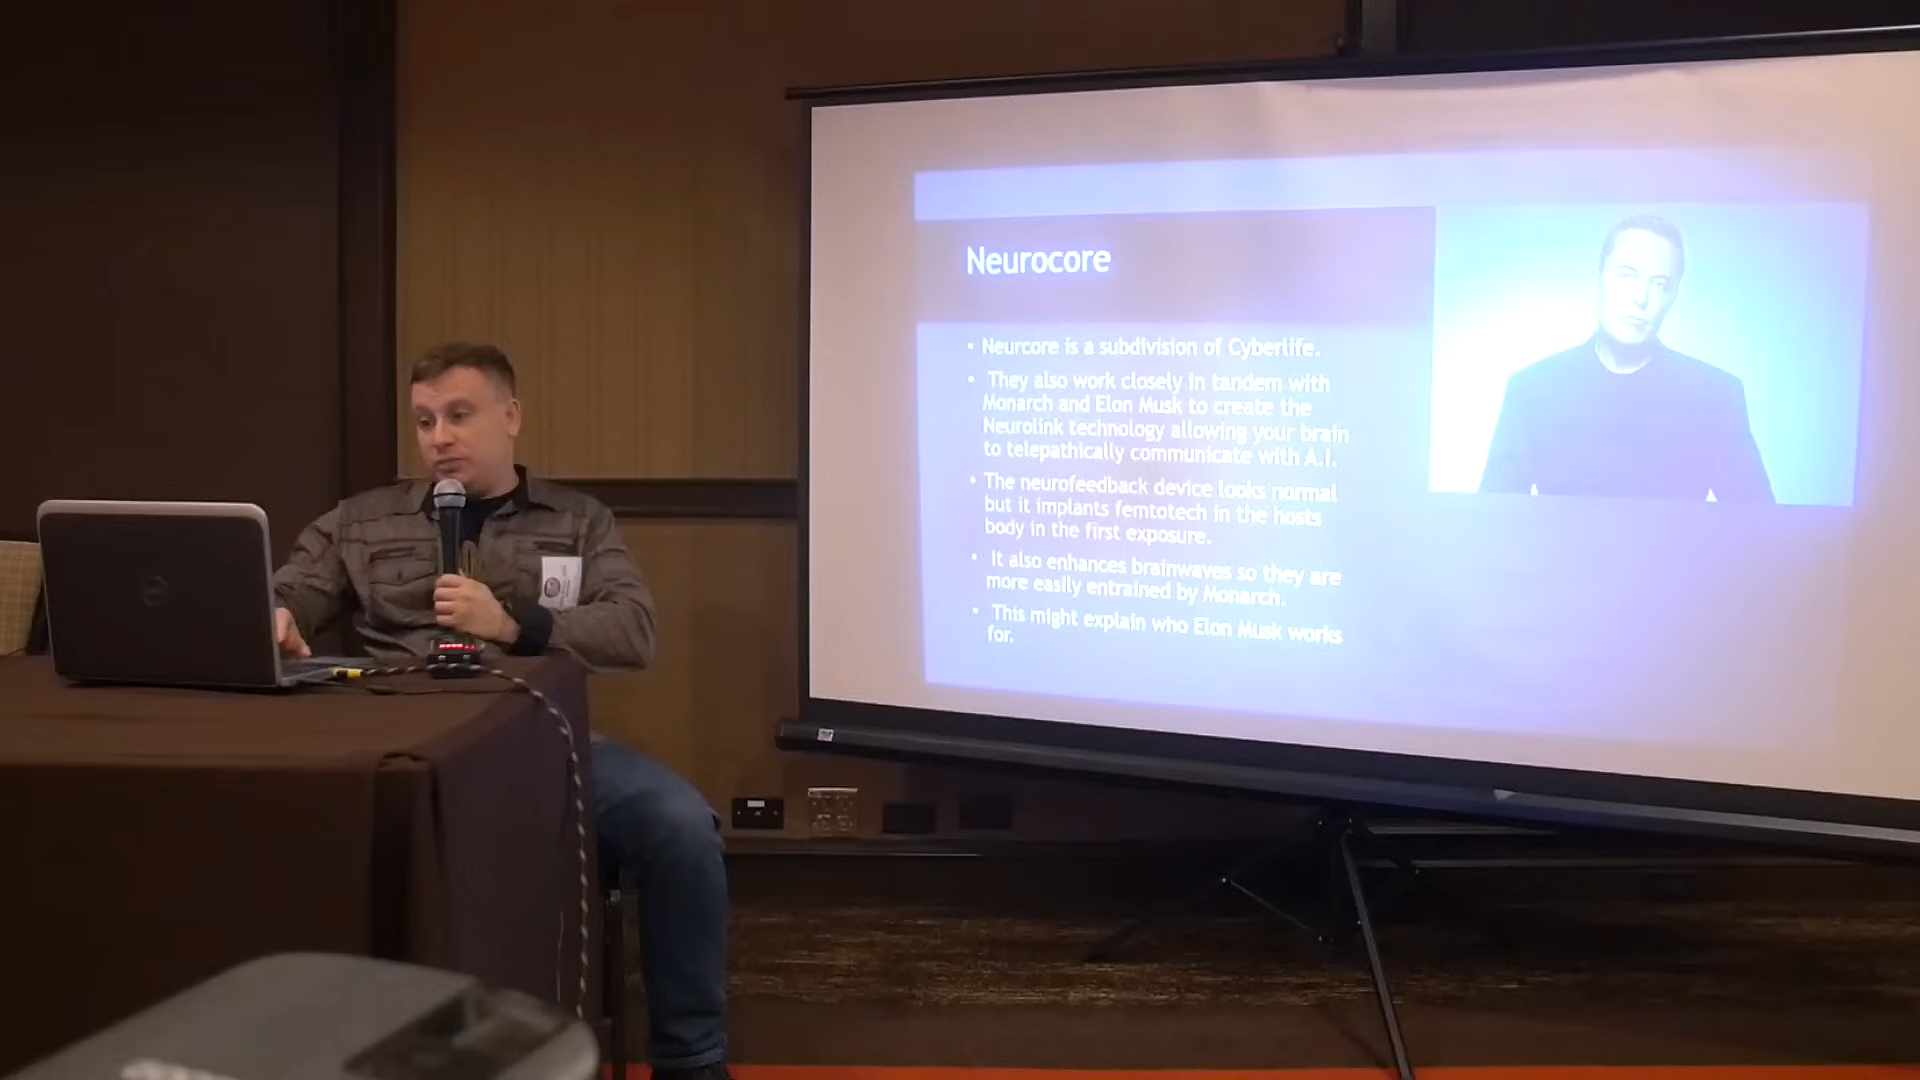 Neurocore
• Neurcore is a subdivision of Cyberlife.
• They also work closely in tandem with
Monarch and Elon Musk to create the
Neurolink technology allowing your brain
to telepathically communicate with A.I.
• The neurofeedback device looks normal
but it implants femtotech in the hosts
body in the first exposure.
• It also enhances brainwaves so they are
more easily entrained by Monarch.
• This might explain who Elon Musk works
for.